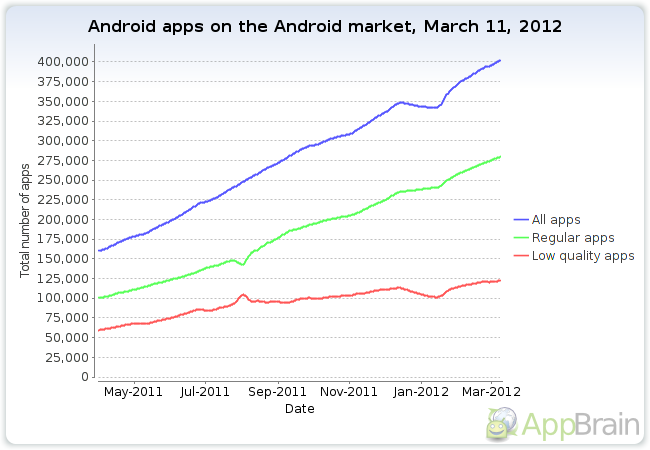 Android apps on the Android market, March 11, 2012
400,000
375,000
350,000
325,000
300,000
275,000
250,000
225,000
200,000
175,000
150,000
125,000
100,000
75,000
50,000
25,000
0
Total number of apps
May-2011 Jul-2011 Sep-2011 Nov-2011 Jan-2012 Mar-2012
Date
All apps
Regular apps
Low quality apps
AppBrain